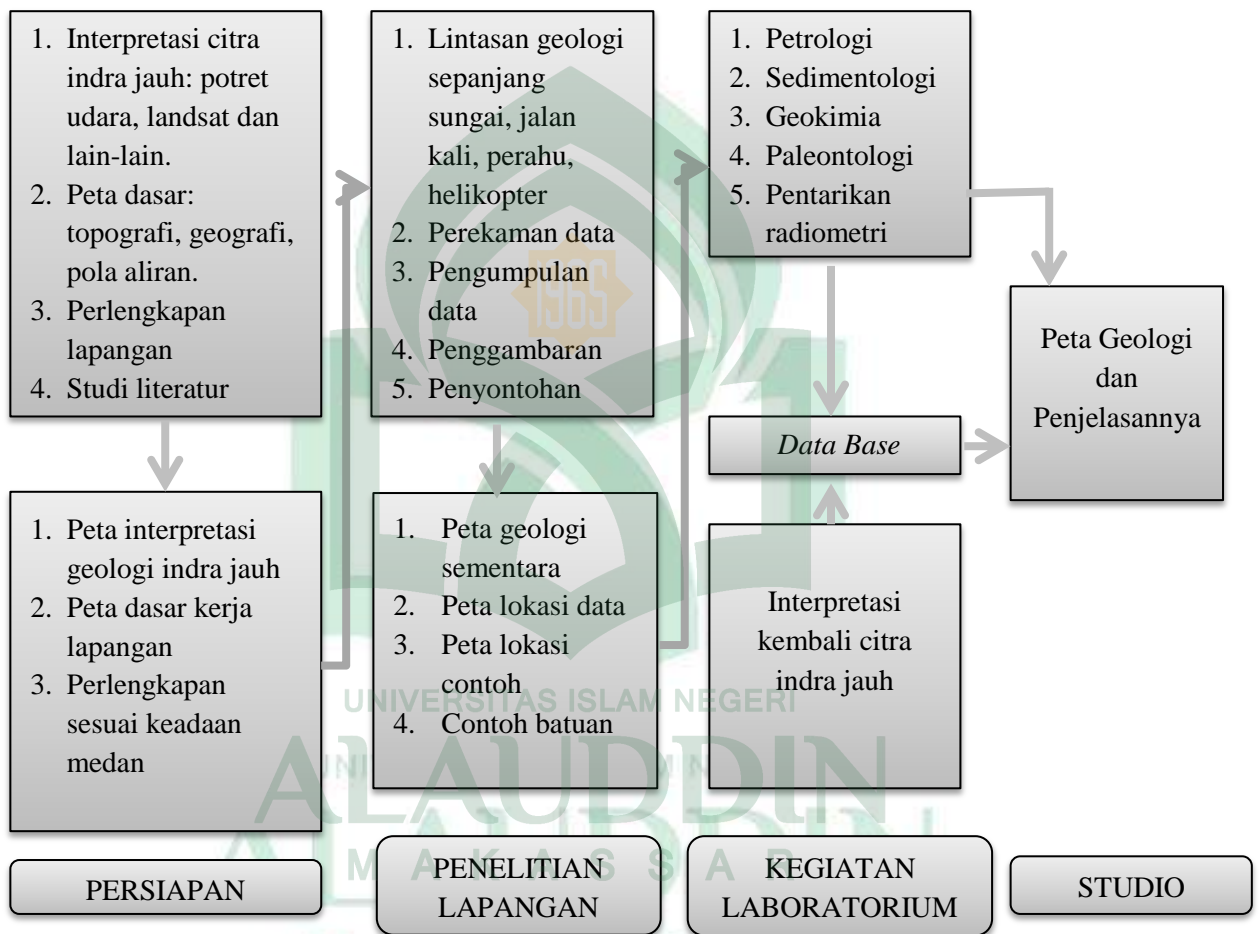 1. Interpretasi citra
indra jauh: potret
udara, landsat dan
lain-lain.
2. Peta dasar:
topografi, geografi,
pola aliran.
3. Perlengkapan
lapangan
4. Studi literatur
1. Peta interpretasi
geologi indra jauh
2. Peta dasar kerja
lapangan
3. Perlengkapan
sesuai keadaan
medan
PERSIAPAN
1. Lintasan geologi
sepanjang
sungai, jalan
kali, perahu,
helikopter
2. Perekaman data
3. Pengumpulan
data
4. Penggambaran
5. Penyontohan
1. Peta geologi
sementara
2. Peta lokasi data
3. Peta lokasi
contoh
4. Contoh batuan
PENELITIAN
LAPANGAN
1. Petrologi
2. Sedimentologi
3. Geokimia
4. Paleontologi
5. Pentarikan
radiometri
Data Base
Interpretasi
kembali citra
indra jauh
KEGIATAN
LABORATORIUM
Peta Geologi
dan
Penjelasannya
STUDIO
1965
UNIVERSITAS ISLAM NEGERI
ALAUDDIN
MAKASSAR